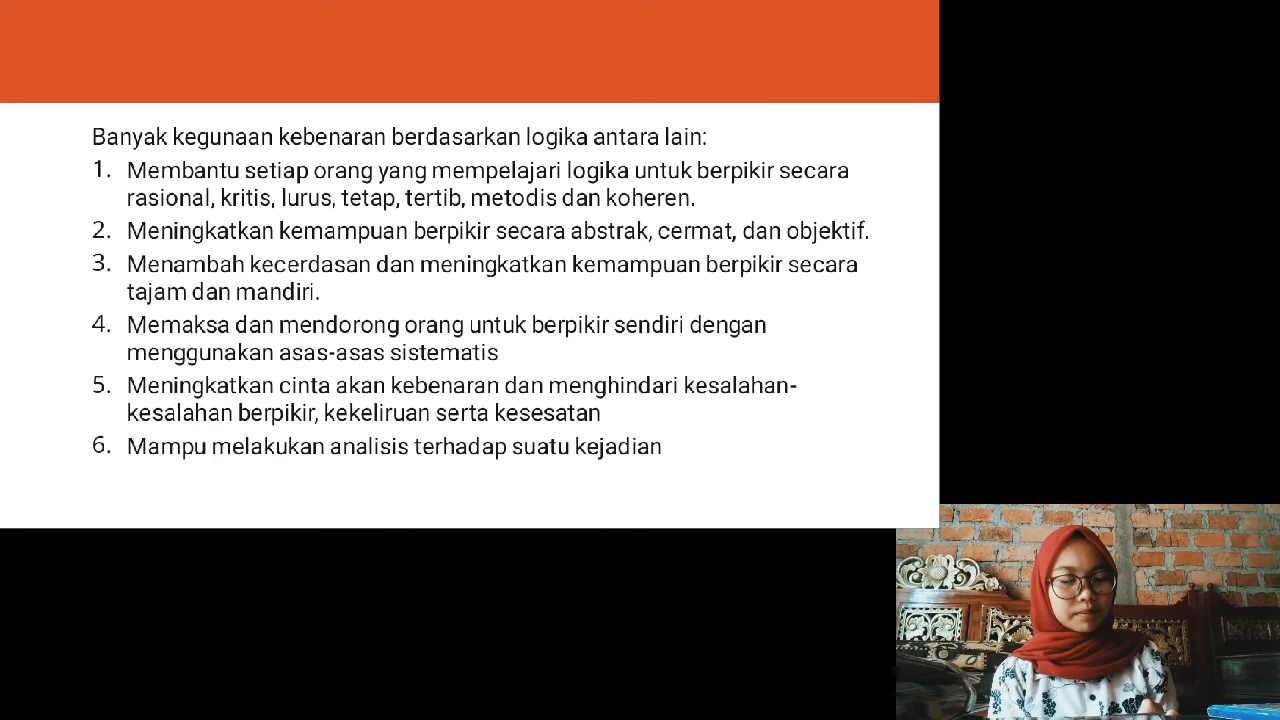 Banyak kegunaan kebenaran berdasarkan logika antara lain:
1. Membantu setiap orang yang mempelajari logika untuk berpikir secara
rasional, kritis, lurus, tetap, tertib, metodis dan koheren.
2. Meningkatkan kemampuan berpikir secara abstrak, cermat, dan objektif.
3. Menambah kecerdasan dan meningkatkan kemampuan berpikir secara
tajam dan mandiri.
4. Memaksa dan mendorong orang untuk berpikir sendiri dengan
menggunakan asas-asas sistematis
5. Meningkatkan cinta akan kebenaran dan menghindari kesalahan-
kesalahan berpikir, kekeliruan serta kesesatan
6. Mampu melakukan analisis terhadap suatu kejadian